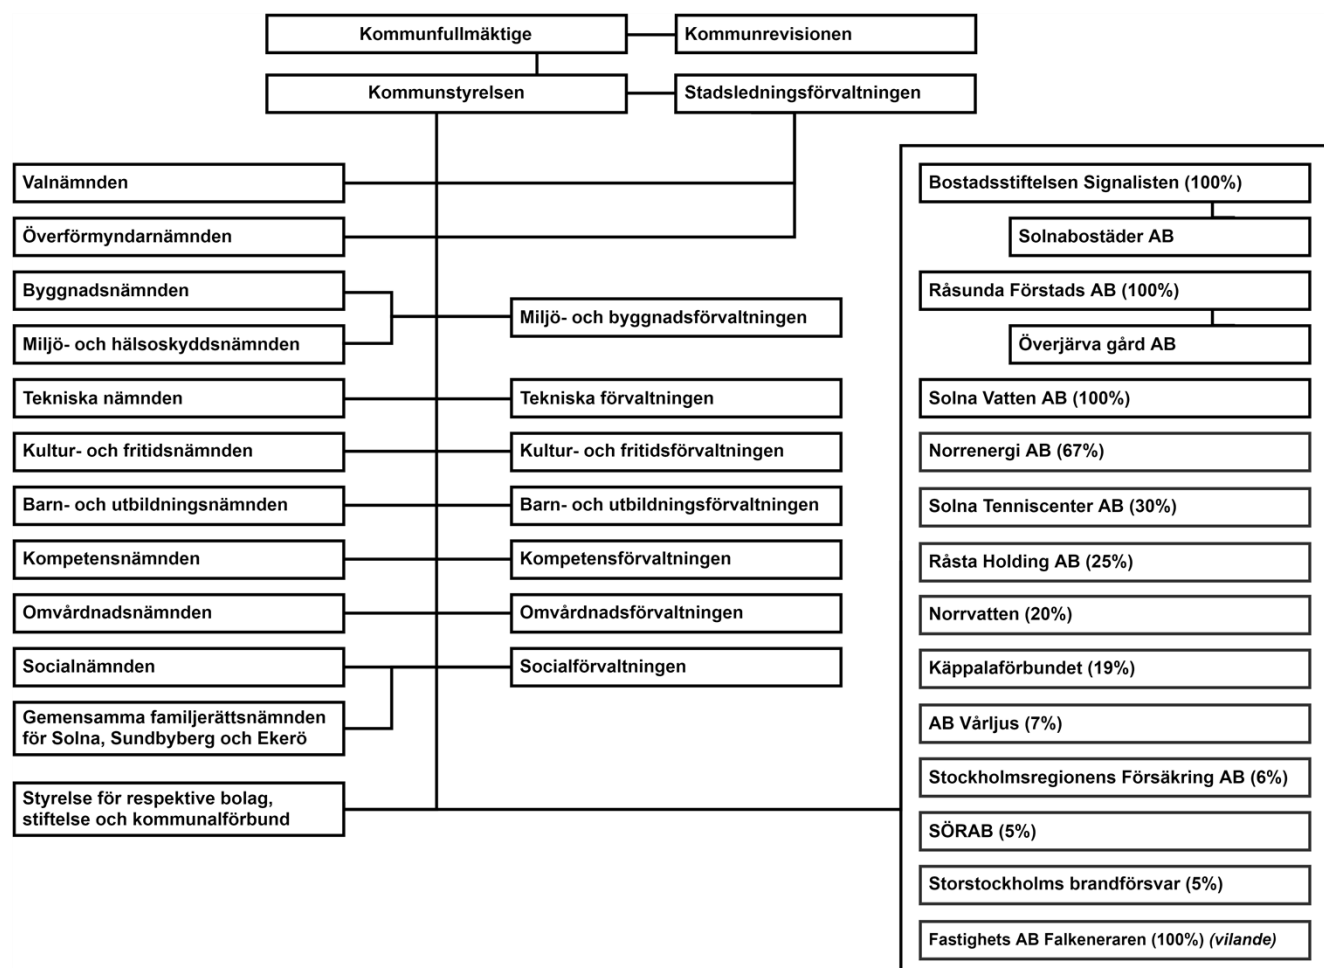 Kommunfullmäktige
Kommunrevisionen
Kommunstyrelsen
Stadsledningsförvaltningen
Valnämnden
Överförmyndarnämnden
Byggnadsnämnden
Miljö- och hälsoskyddsnämnden
Miljö- och byggnadsförvaltningen
Tekniska nämnden
Tekniska förvaltningen
Kultur- och fritidsnämnden
Kultur- och fritidsförvaltningen
Barn- och utbildningsnämnden
Barn- och utbildningsförvaltningen
Kompetensnämnden
Kompetensförvaltningen
Omvårdnadsnämnden
Omvårdnadsförvaltningen
Socialnämnden
Socialförvaltningen
Gemensamma familjerättsnämnden
för Solna, Sundbyberg och Ekerö
Styrelse för respektive bolag,
stiftelse och kommunalförbund
Bostadsstiftelsen Signalisten (100%)
Solnabostäder AB
Råsunda Förstads AB (100%)
Överjärva gård AB
Solna Vatten AB (100%)
Norrenergi AB (67%)
Solna Tenniscenter AB (30%)
Råsta Holding AB (25%)
Norrvatten (20%)
Käppalaförbundet (19%)
AB Vårljus (7%)
Stockholmsregionens Försäkring AB (6%)
SÖRAB (5%)
Storstockholms brandförsvar (5%)
Fastighets AB Falkeneraren (100%) (vilande)